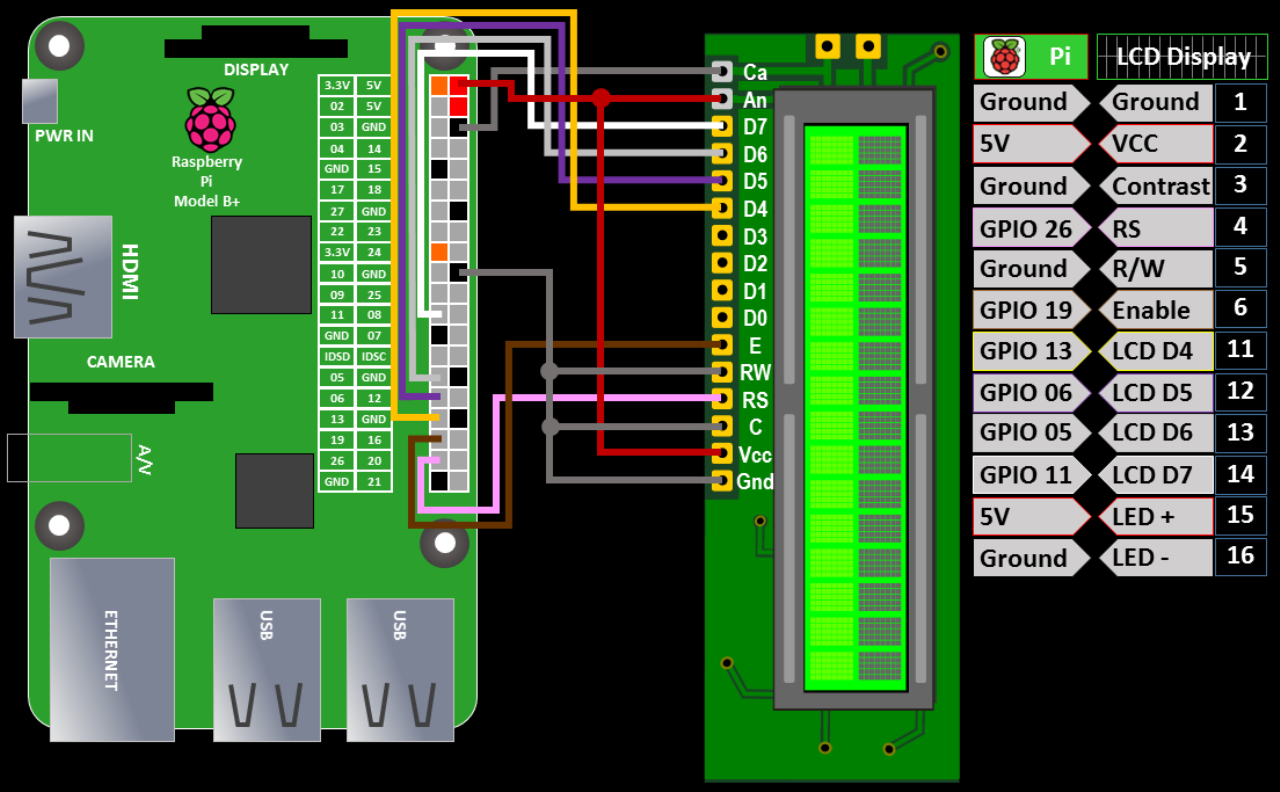 DISPLAY
PWR IN
Raspberry
Pi
Model B+
HDMI
CAMERA
A/V
ETHERNET
USB
USB
3.3V 5V
02 5V
03 GND
04 14
GND 15
17 18
27 GND
22 23
3.3V 24
10 GND
09 25
11 08
GND 07
IDSD IDSC
05 GND
06 12
13 GND
19 16
26 20
GND 21
Ca
An
D7
D6
D5
D4
D3
D2
D1
D0
E
RW
RS
C
Vcc
Gnd
Pi LCD Display
Ground Ground 1
5V VCC 2
Ground Contrast 3
GPIO 26 RS 4
Ground R/W 5
GPIO 19 Enable 6
GPIO 13 LCD D4 11
GPIO 06 LCD D5 12
GPIO 05 LCD D6 13
GPIO 11 LCD D7 14
5V LED + 15
Ground LED - 16